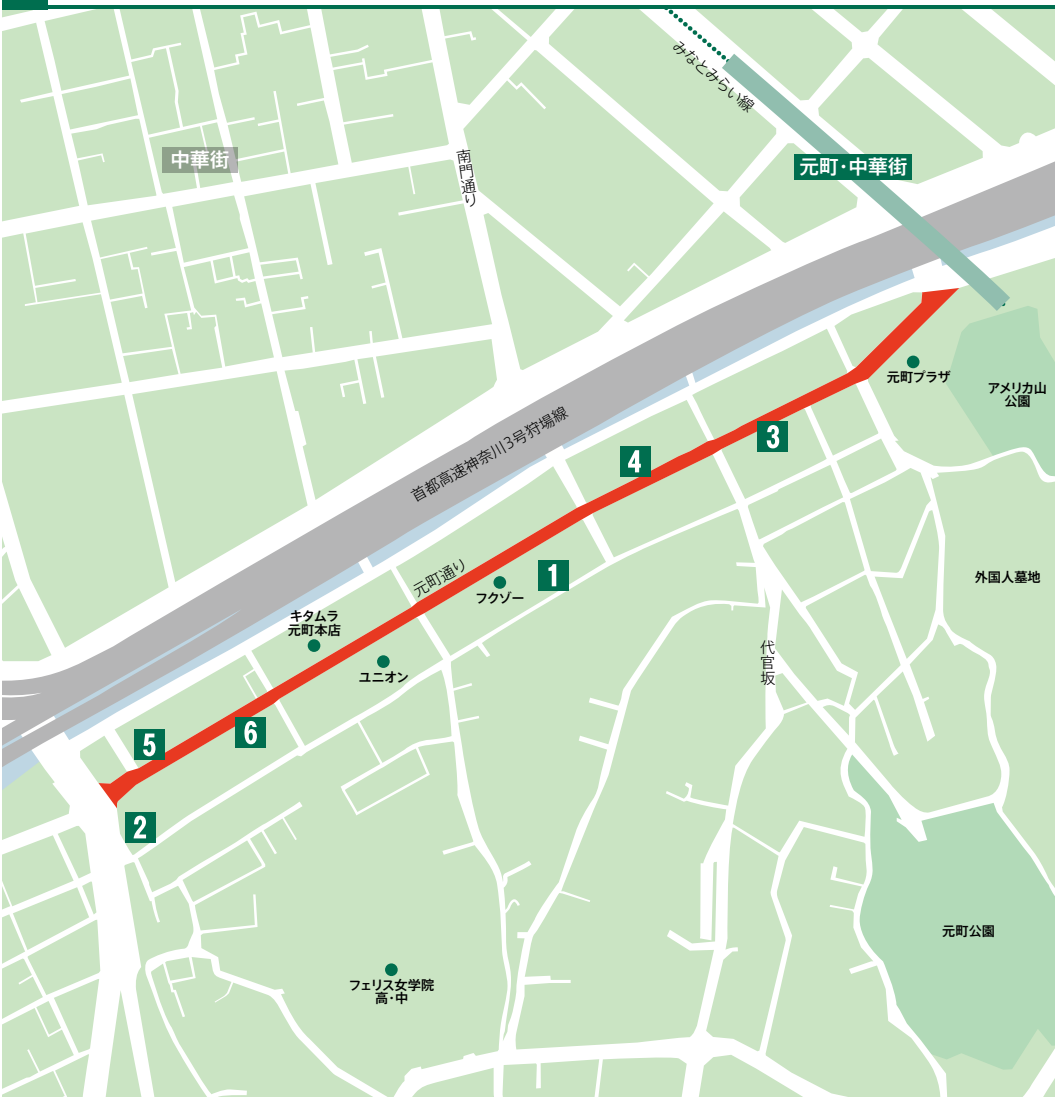 みなとみらい線
中華街
南門通り
元町・中華街
元町プラザ
アメリカ山
公園
首都高速神奈川3号狩場線
3
4
元町通り
1
フクゾー
外国人墓地
キタムラ
元町本店
ユニオン
代官坂
6
5
2
元町公園
フェリス女学院
高・中